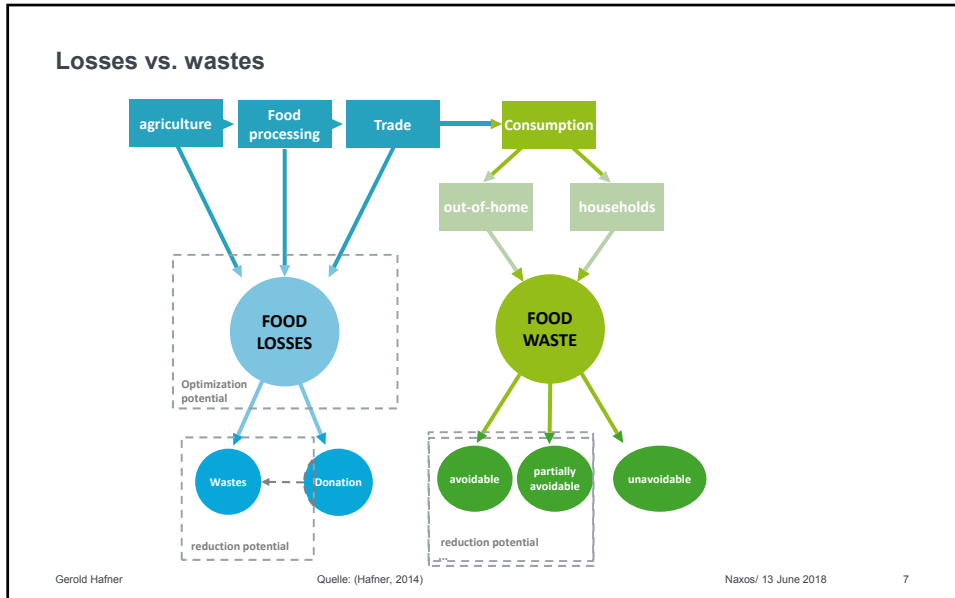 Losses vs. wastes
agriculture
Food
processing
Trade
Consumption
out-of-home
households
FOOD
LOSSES
FOOD
WASTE
Optimization
potential
Wastes
Donation
avoidable
partially
avoidable
unavoidable
reduction potential
reduction potential
...
Gerold Hafner
Quelle: (Hafner, 2014)
Naxos/ 13 June 2018
7